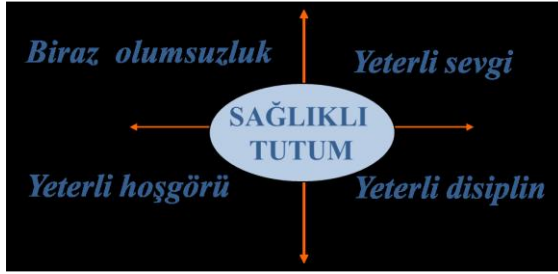 Biraz olumsuzluk
Yeterli sevgi
SAĞLIKLI
TUTUM
Yeterli hoşgörü
Yeterli disiplin